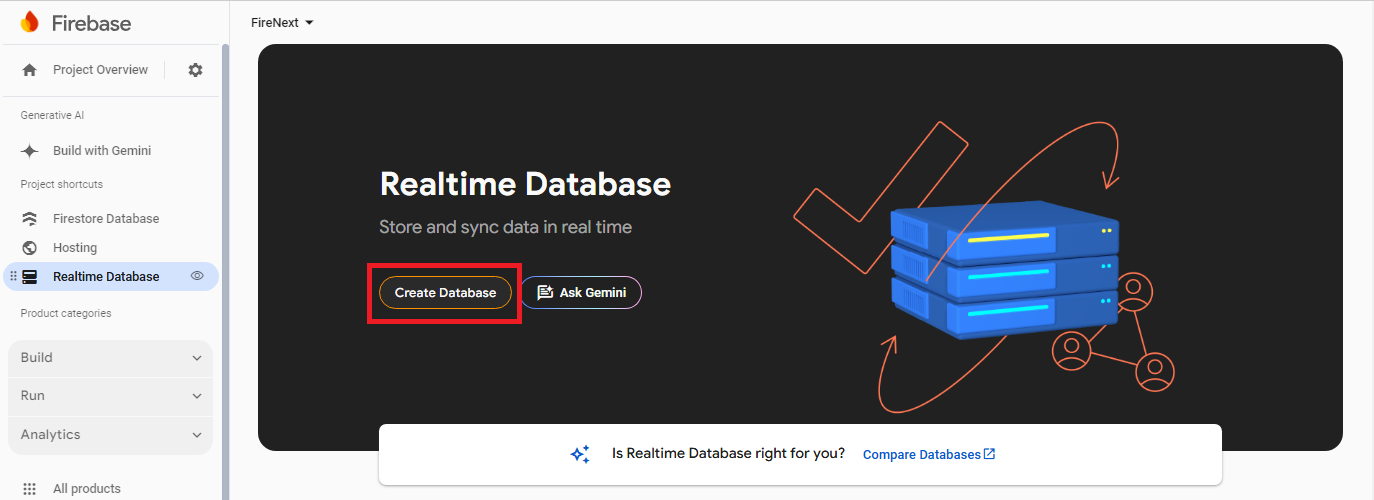 Firebase
Project Overview
Generative AI
Build with Gemini
Project shortcuts
Firestore Database
Hosting
Realtime Database
Product categories
Build
Run
Analytics
All products
FireNext
Realtime Database
Store and sync data in real time
Create Database
Ask Gemini
Is Realtime Database right for you? Compare Databases